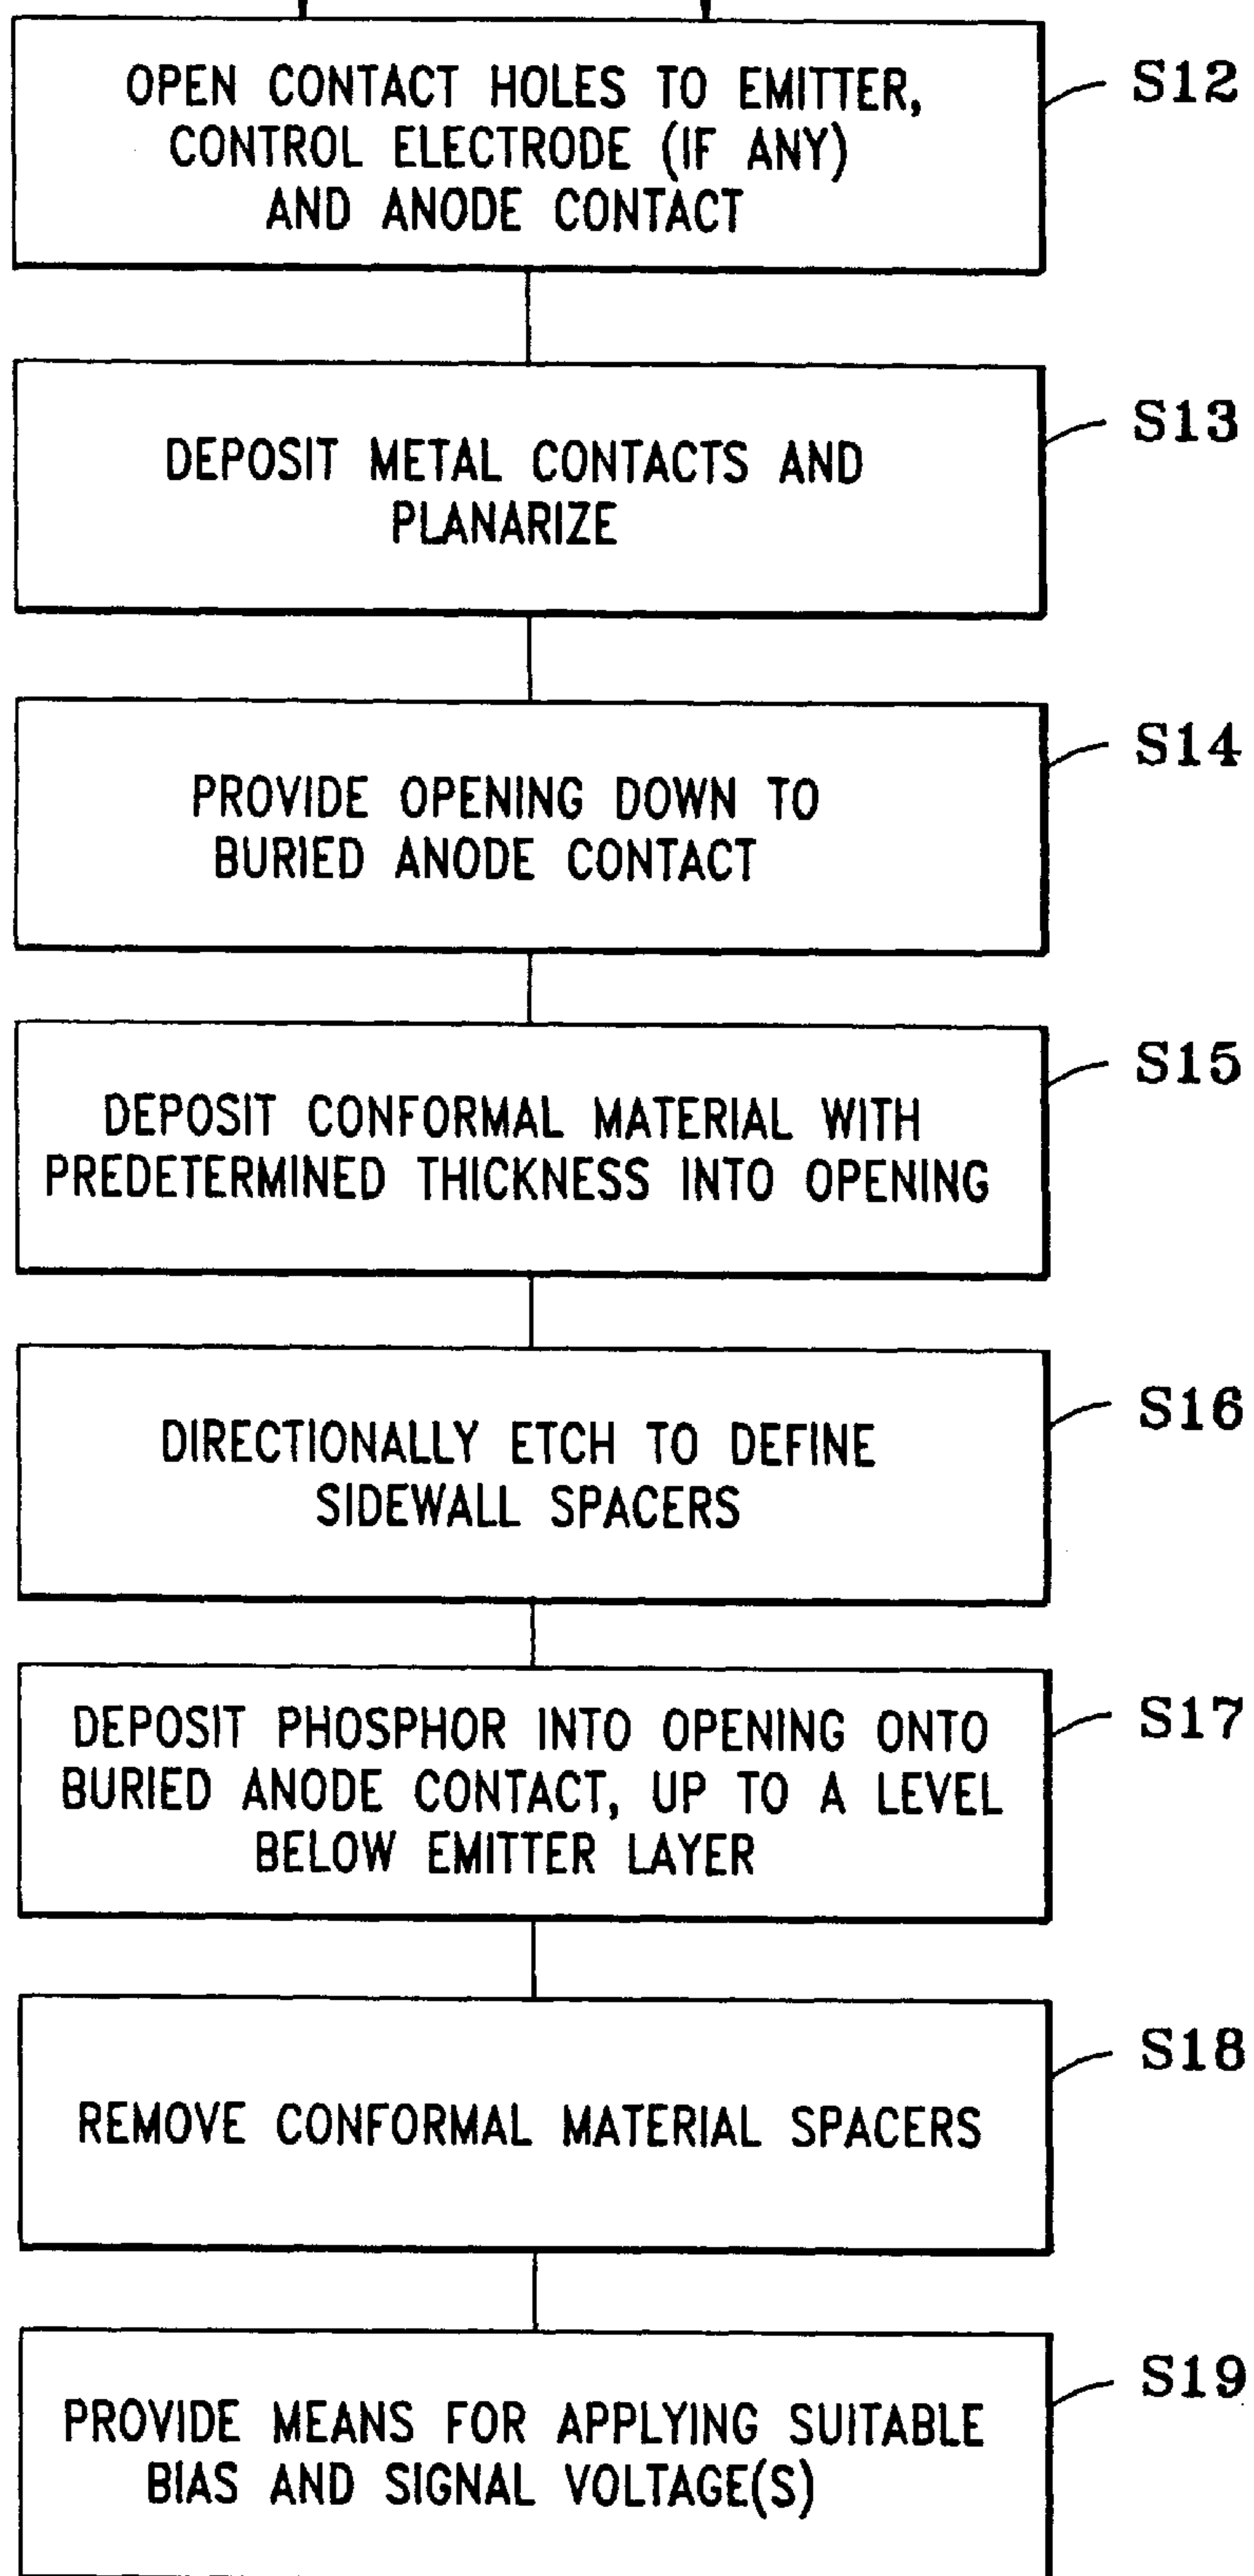 OPEN CONTACT HOLES TO EMITTER,
CONTROL ELECTRODE (IF ANY)
AND ANODE CONTACT
S12
DEPOSIT METAL CONTACTS AND
PLANARIZE
S13
PROVIDE OPENING DOWN TO
BURIED ANODE CONTACT
S14
DEPOSIT CONFORMAL MATERIAL WITH
PREDETERMINED THICKNESS INTO OPENING
S15
DIRECTIONALLY ETCH TO DEFINE
SIDEWALL SPACERS
S16
DEPOSIT PHOSPHOR INTO OPENING ONTO
BURIED ANODE CONTACT, UP TO A LEVEL
BELOW EMITTER LAYER
S17
REMOVE CONFORMAL MATERIAL SPACERS
S18
PROVIDE MEANS FOR APPLYING SUITABLE
BIAS AND SIGNAL VOLTAGE(S)
S19